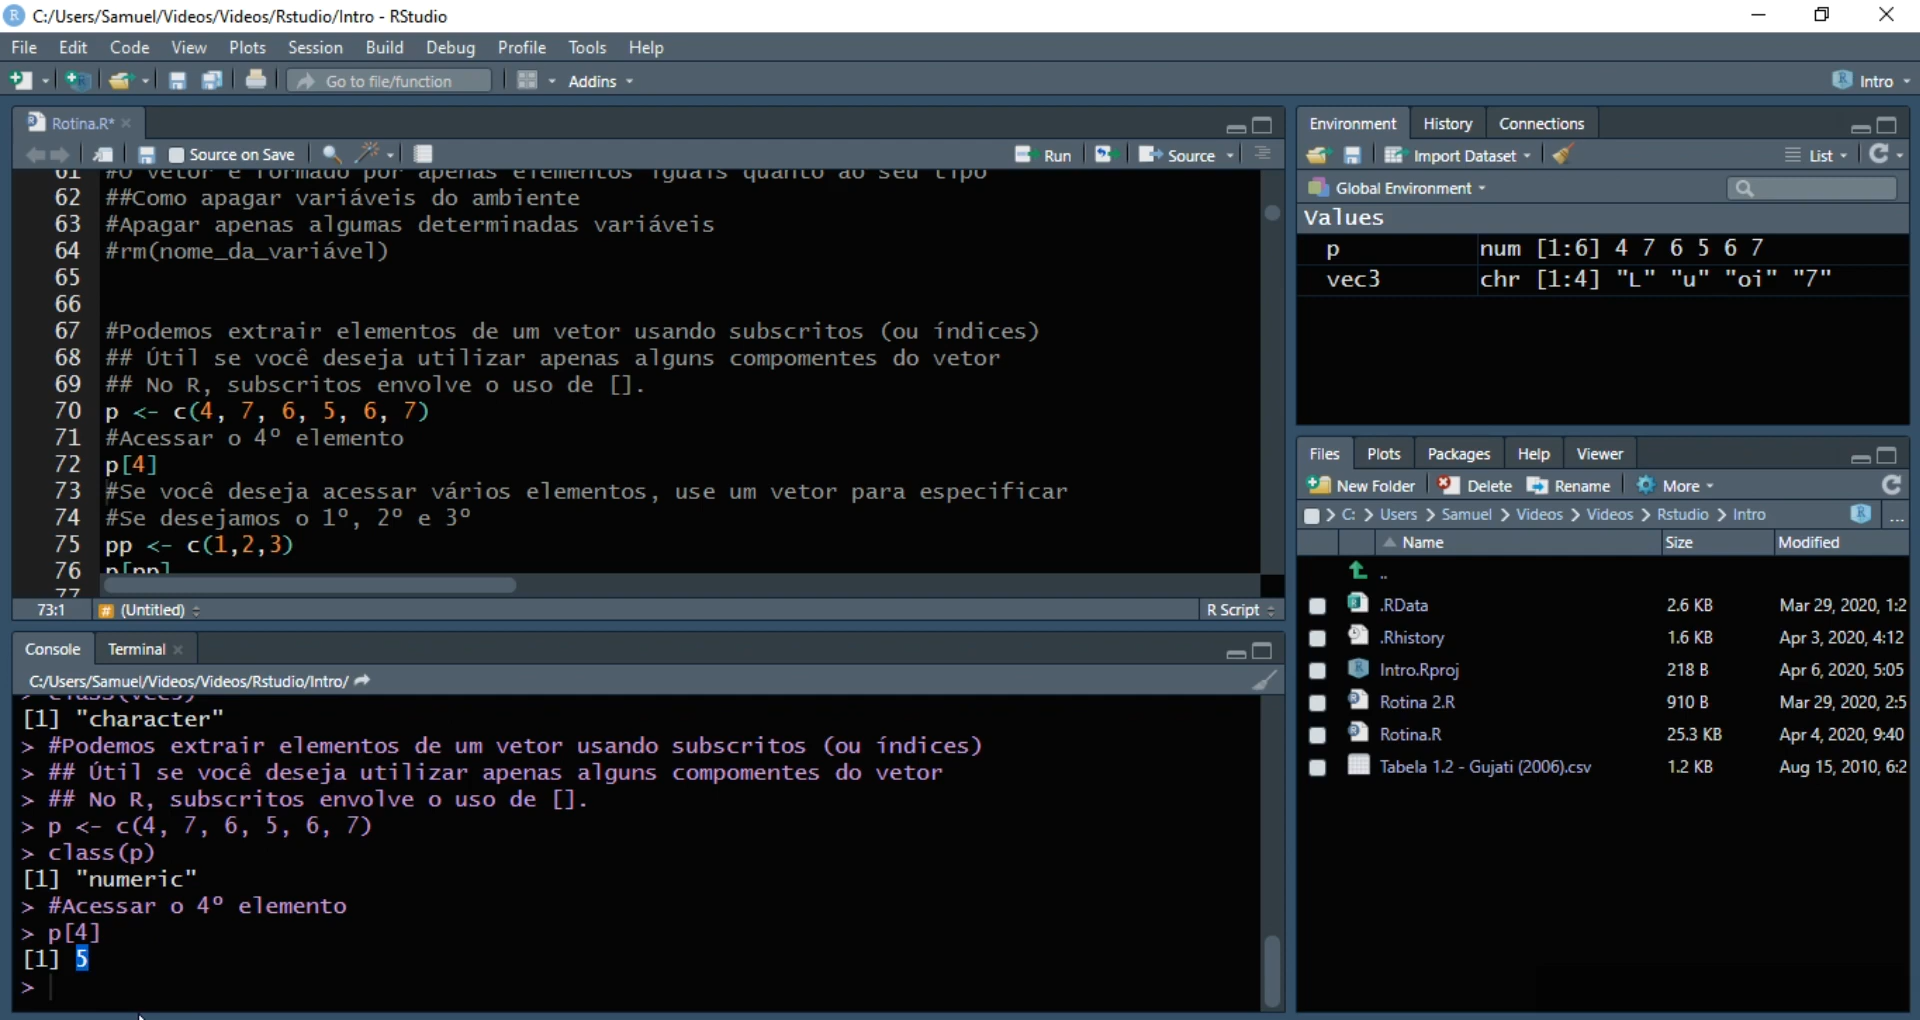 C:/Users/Samuel/Videos/Videos/Rstudio/Intro - RStudio
File Edit Code View Plots Session Build Debug Profile Tools Help
Go to file/function Addins Intro
Rotina.R*
Source on Save Run Source
61 #O vetor é formado por apenas elementos iguais quanto ao seu tipo
62 ##Como apagar variáveis do ambiente
63 #Apagar apenas algumas determinadas variáveis
64 #rm(nome_da_variável)
65
66
67 #Podemos extrair elementos de um vetor usando subscritos (ou índices)
68 ## Útil se você deseja utilizar apenas alguns compomentes do vetor
69 ## No R, subscritos envolve o uso de [].
70 p <- c(4, 7, 6, 5, 6, 7)
71 #Acessar o 4º elemento
72 p[4]
73 #Se você deseja acessar vários elementos, use um vetor para especificar
74 #Se desejamos o 1º, 2º e 3º
75 pp <- c(1,2,3)
76 p[pp]
77
73:1 (Untitled) R Script
Console Terminal
C:/Users/Samuel/Videos/Videos/Rstudio/Intro/
> class(vec3)
[1] "character"
> #Podemos extrair elementos de um vetor usando subscritos (ou índices)
> ## Útil se você deseja utilizar apenas alguns compomentes do vetor
> ## No R, subscritos envolve o uso de [].
> p <- c(4, 7, 6, 5, 6, 7)
> class(p)
[1] "numeric"
> #Acessar o 4º elemento
> p[4]
[1] 5
>
Environment History Connections
Import Dataset List
Global Environment
Values
p num [1:6] 4 7 6 5 6 7
vec3 chr [1:4] "L" "u" "oi" "7"
Files Plots Packages Help Viewer
New Folder Delete Rename More
C: > Users > Samuel > Videos > Videos > Rstudio > Intro ...
Name Size Modified
..
.RData 2.6 KB Mar 29, 2020, 1:2
.Rhistory 1.6 KB Apr 3, 2020, 4:12
Intro.Rproj 218 B Apr 6, 2020, 5:05
Rotina 2.R 910 B Mar 29, 2020, 2:5
Rotina.R 25.3 KB Apr 4, 2020, 9:40
Tabela 1.2 - Gujati (2006).csv 1.2 KB Aug 15, 2010, 6:2